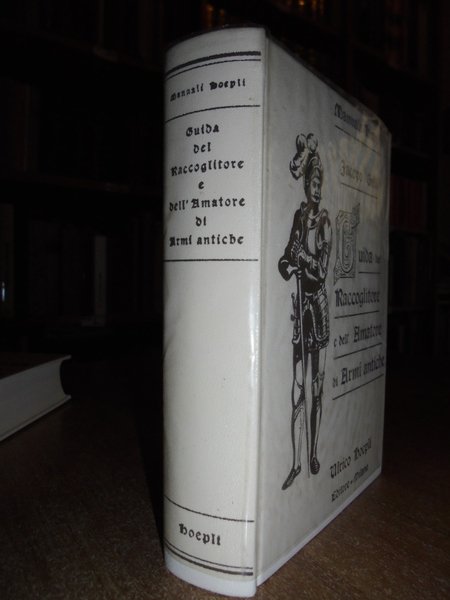 Manuali Hoepli
Guida
del
Raccoglitore
e
dell'Amatore
di
Armi antiche
Hoepli
Guida del
Raccoglitore
e dell' Amatore
di Armi antiche
Ulrico Hoepli
Editore - Milano